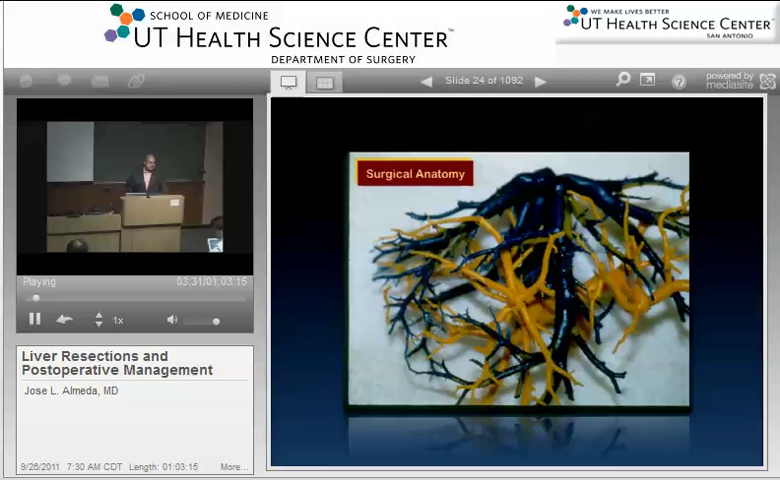 SCHOOL OF MEDICINE
UT HEALTH SCIENCE CENTER™
DEPARTMENT OF SURGERY
WE MAKE LIVES BETTER
UT HEALTH SCIENCE CENTER
SAN ANTONIO
Slide 24 of 1092
powered by
mediasite
Surgical Anatomy
Playing
03:31/01:03:15
1x
Liver Resections and
Postoperative Management
Jose L. Almeda, MD
9/26/2011 7:30 AM CDT Length: 01:03:15 More...